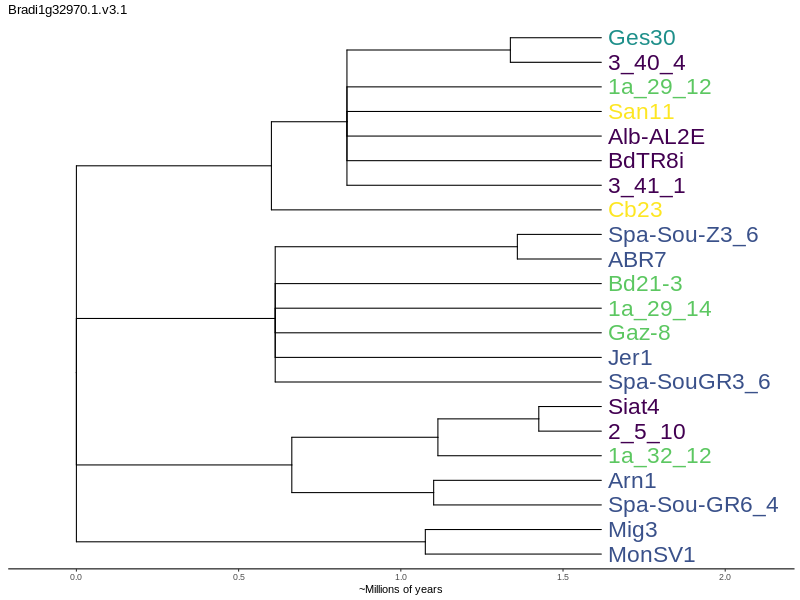 Bradi1g32970.1.v3.1
Ges30
3_40_4
1a_29_12
San11
Alb-AL2E
BdTR8i
3_41_1
Cb23
Spa-Sou-Z3_6
ABR7
Bd21-3
1a_29_14
Gaz-8
Jer1
Spa-SouGR3_6
Siat4
2_5_10
1a_32_12
Arn1
Spa-Sou-GR6_4
Mig3
MonSV1
0.0 0.5 1.0 1.5 2.0
~Millions of years